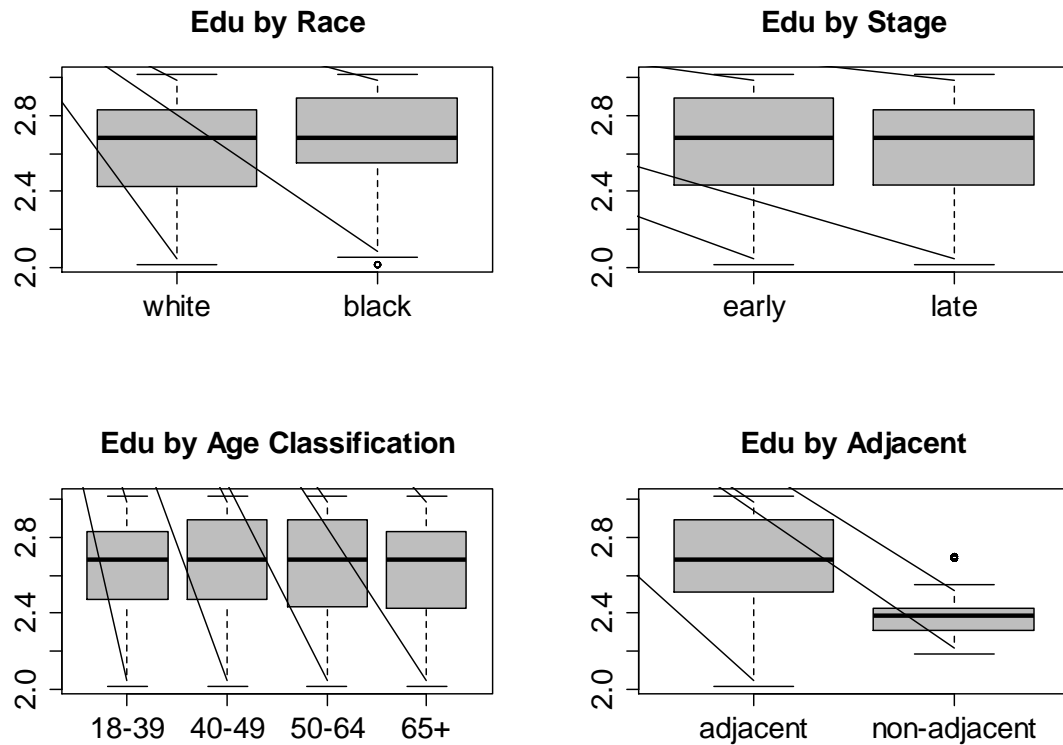 Edu by Race
2.8
2.4
2.0
white black
Edu by Stage
2.8
2.4
2.0
early late
Edu by Age Classification
2.8
2.4
2.0
18-39 40-49 50-64 65+
Edu by Adjacent
2.8
2.4
2.0
adjacent non-adjacent